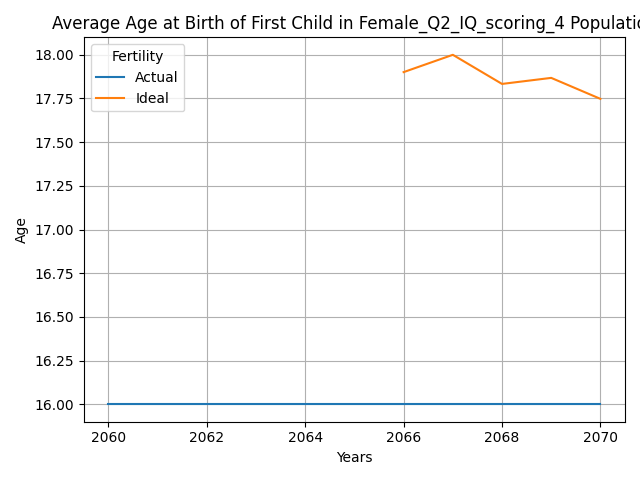 Average Age at Birth of First Child in Female_Q2_IQ_scoring_4 Populatio
Fertility
Actual
Ideal
Age
18.00
17.75
17.50
17.25
17.00
16.75
16.50
16.25
16.00
2060 2062 2064 2066 2068 2070
Years